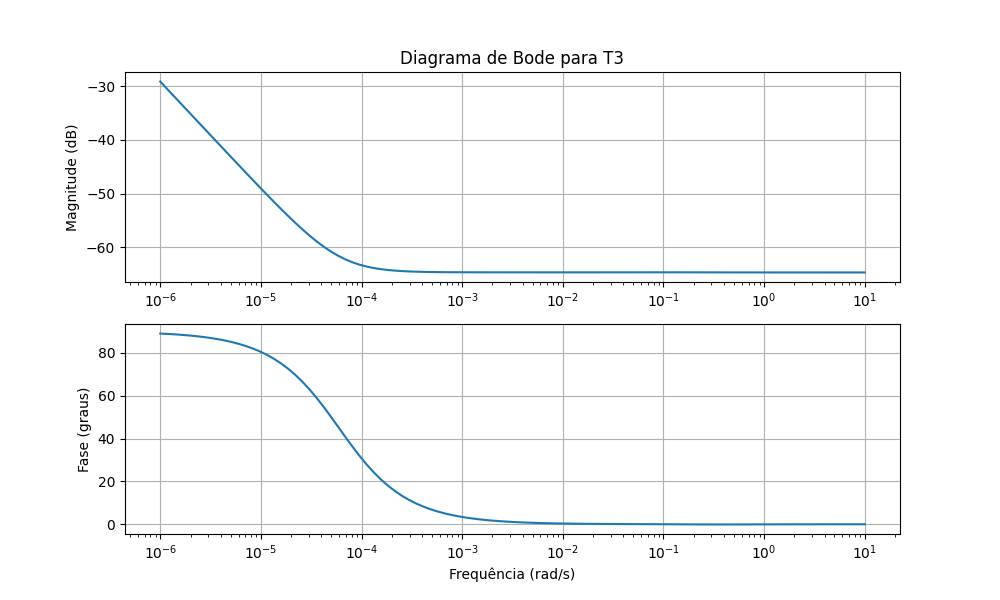 Diagrama de Bode para T3
Magnitude (dB)
−30
−40
−50
−60
10⁻⁶ 10⁻⁵ 10⁻⁴ 10⁻³ 10⁻² 10⁻¹ 10⁰ 10¹
Fase (graus)
80
60
40
20
0
10⁻⁶ 10⁻⁵ 10⁻⁴ 10⁻³ 10⁻² 10⁻¹ 10⁰ 10¹
Frequência (rad/s)